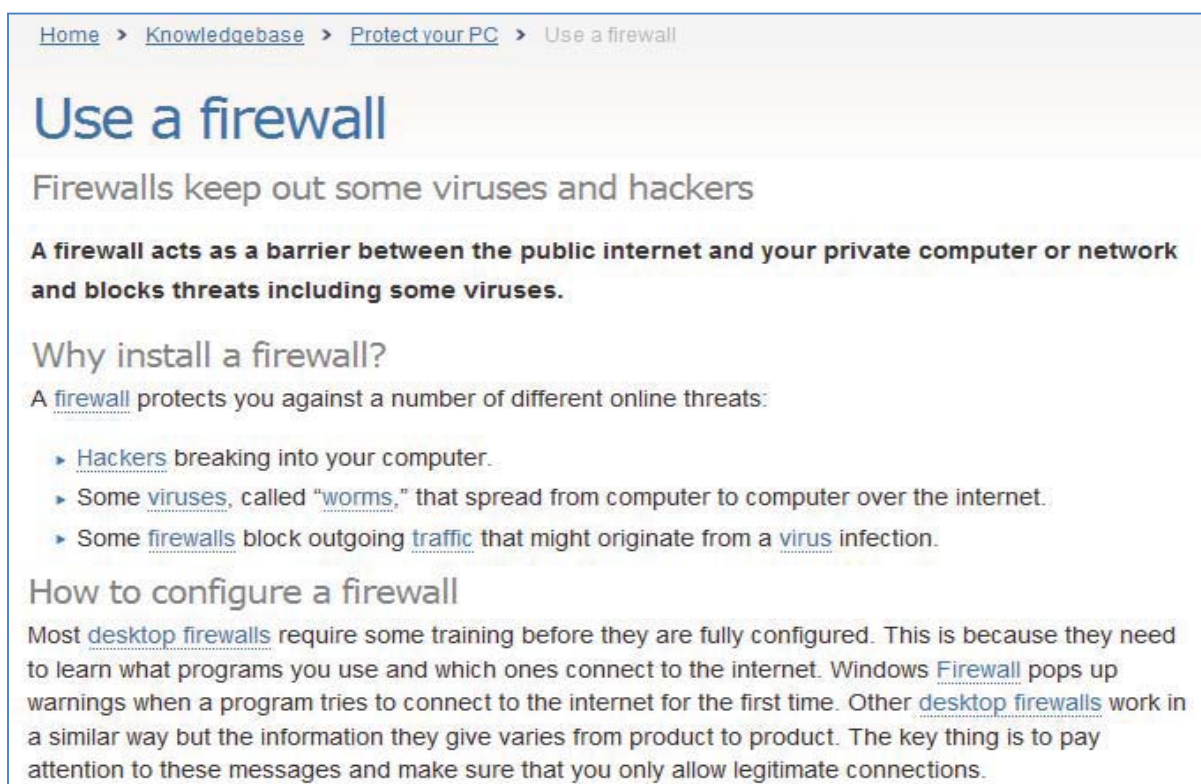 Home > Knowledgebase > Protect your PC > Use a firewall
Use a firewall
Firewalls keep out some viruses and hackers
A firewall acts as a barrier between the public internet and your private computer or network
and blocks threats including some viruses.
Why install a firewall?
A firewall protects you against a number of different online threats:
▸ Hackers breaking into your computer.
▸ Some viruses, called “worms,” that spread from computer to computer over the internet.
▸ Some firewalls block outgoing traffic that might originate from a virus infection.
How to configure a firewall
Most desktop firewalls require some training before they are fully configured. This is because they need
to learn what programs you use and which ones connect to the internet. Windows Firewall pops up
warnings when a program tries to connect to the internet for the first time. Other desktop firewalls work in
a similar way but the information they give varies from product to product. The key thing is to pay
attention to these messages and make sure that you only allow legitimate connections.